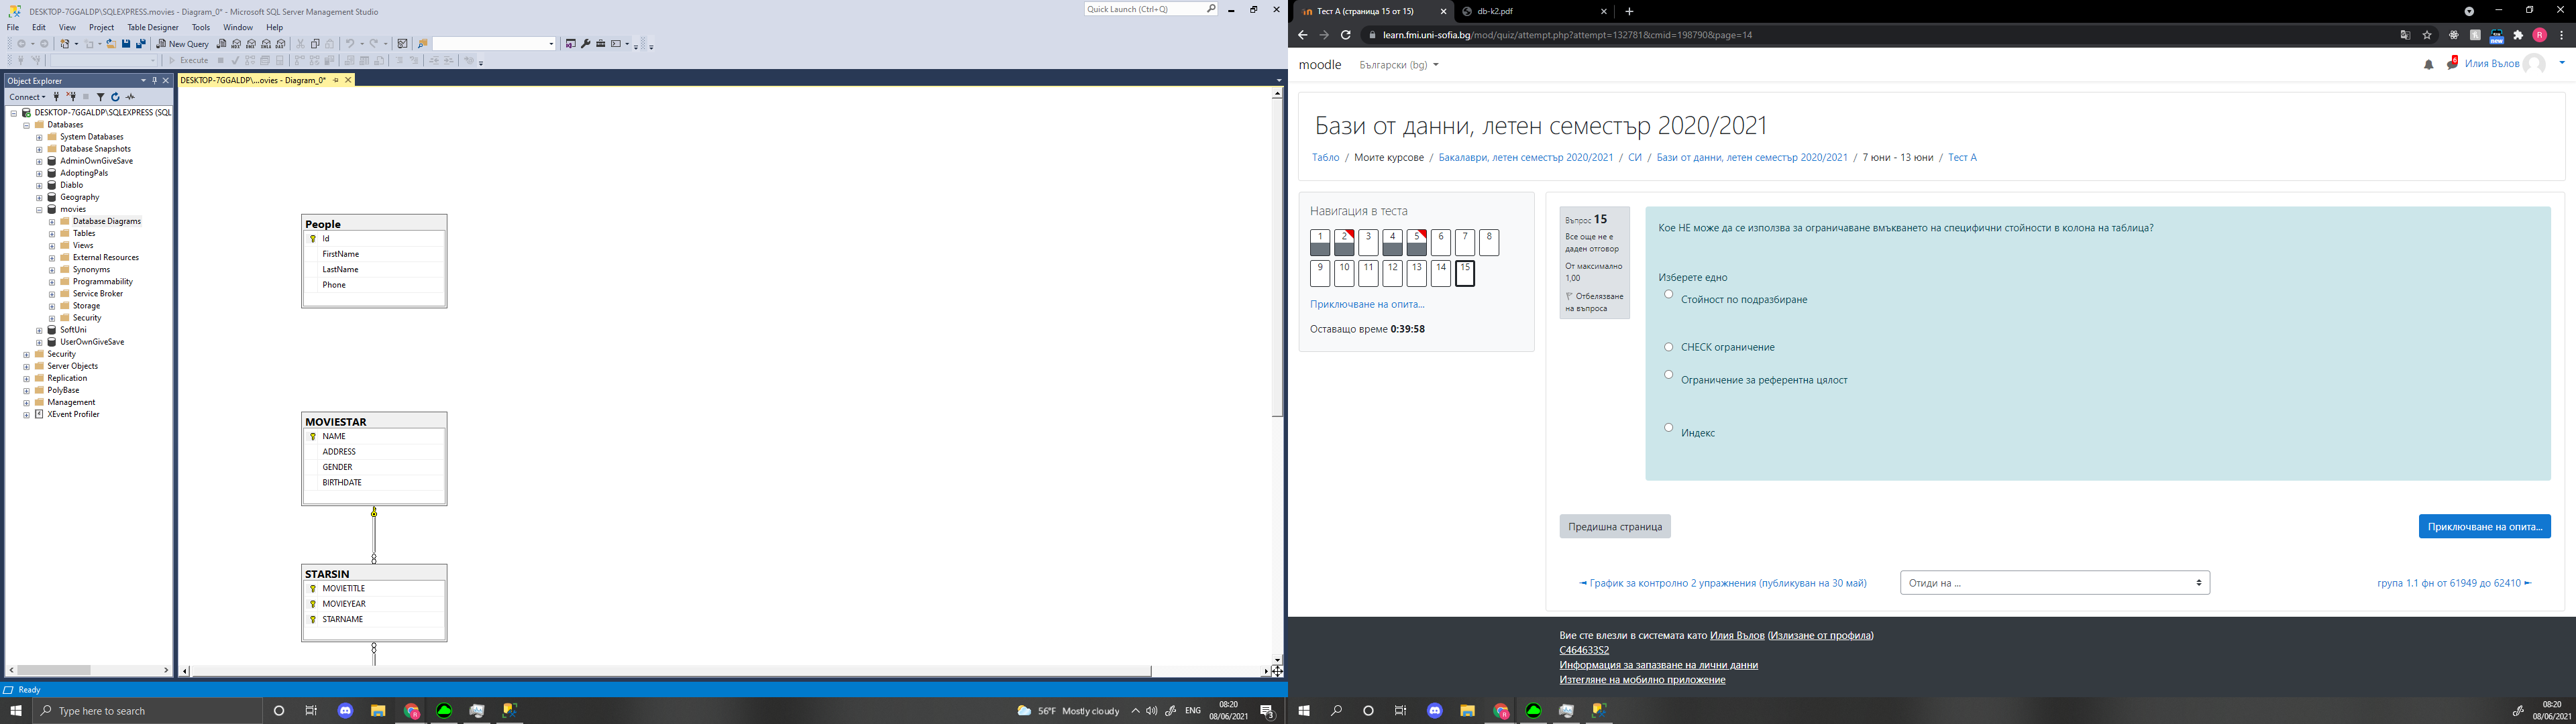 DESKTOP-7GGALDP\SQLEXPRESS.movies - Diagram_0* - Microsoft SQL Server Management Studio
Quick Launch (Ctrl+Q)
File Edit View Project Table Designer Tools Window Help
New Query
Execute
Object Explorer
DESKTOP-7GGALDP\...ovies - Diagram_0*
Connect
DESKTOP-7GGALDP\SQLEXPRESS (SQL
Databases
System Databases
Database Snapshots
AdminOwnGiveSave
AdoptingPals
Diablo
Geography
movies
Database Diagrams
Tables
Views
External Resources
Synonyms
Programmability
Service Broker
Storage
Security
SoftUni
UserOwnGiveSave
Security
Server Objects
Replication
PolyBase
Management
XEvent Profiler
People
Id
FirstName
LastName
Phone
MOVIESTAR
NAME
ADDRESS
GENDER
BIRTHDATE
STARSIN
MOVIETITLE
MOVIEYEAR
STARNAME
Ready
Type here to search
56°F Mostly cloudy
ENG
08:20
08/06/2021
3
Тест А (страница 15 от 15)
db-k2.pdf
learn.fmi.uni-sofia.bg/mod/quiz/attempt.php?attempt=132781&cmid=198790&page=14
new
R
moodle
Български (bg)
6
Илия Вълов
Бази от данни, летен семестър 2020/2021
Табло / Моите курсове / Бакалаври, летен семестър 2020/2021 / СИ / Бази от данни, летен семестър 2020/2021 / 7 юни - 13 юни / Тест А
Навигация в теста
1 2 3 4 5 6 7 8
9 10 11 12 13 14 15
Приключване на опита...
Оставащо време 0:39:58
Въпрос 15
Все още не е
даден отговор
От максимално
1,00
Отбелязване
на въпроса
Кое НЕ може да се използва за ограничаване вмъкването на специфични стойности в колона на таблица?
Изберете едно
Стойност по подразбиране
CHECK ограничение
Ограничение за референтна цялост
Индекс
Предишна страница
Приключване на опита...
◄ График за контролно 2 упражнения (публикуван на 30 май)
Отиди на ...
група 1.1 фн от 61949 до 62410 ►
Вие сте влезли в системата като Илия Вълов (Излизане от профила)
С464633S2
Информация за запазване на лични данни
Изтегляне на мобилно приложение
08:20
08/06/2021